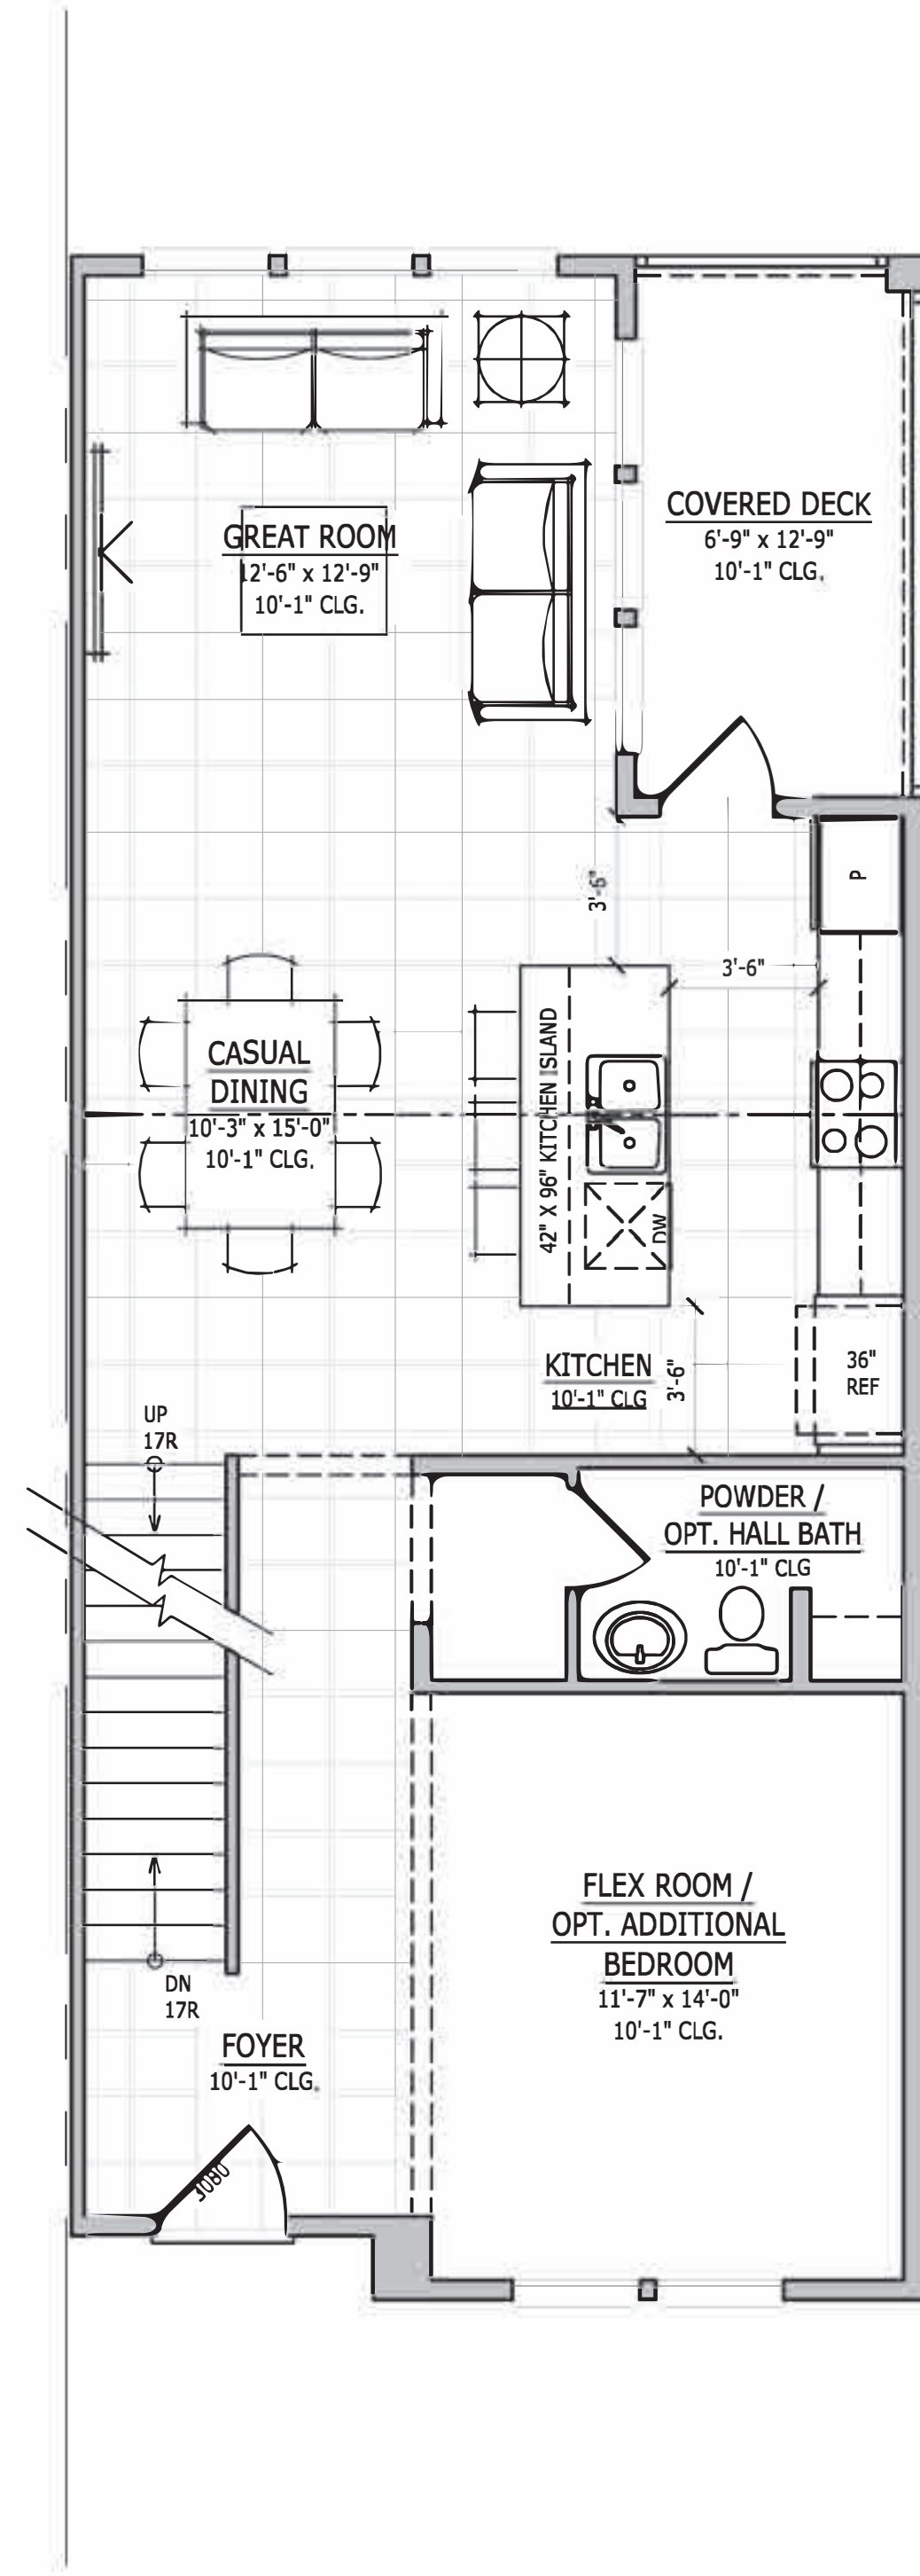 COVERED DECK
6'-9" x 12'-9"
10'-1" CLG.
GREAT ROOM
12'-6" x 12'-9"
10'-1" CLG.
P
3'-6"
3'-6"
CASUAL
DINING
10'-3" x 15'-0"
10'-1" CLG.
42" X 96" KITCHEN ISLAND
DW
KITCHEN
10'-1" CLG
3'-6"
36"
REF
UP
17R
POWDER /
OPT. HALL BATH
10'-1" CLG
FLEX ROOM /
OPT. ADDITIONAL
BEDROOM
11'-7" x 14'-0"
10'-1" CLG.
DN
17R
FOYER
10'-1" CLG.
3080